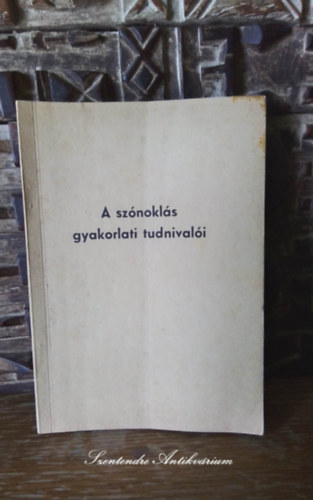 A szónoklás
gyakorlati tudnivalói
Szentendre Antikvárium